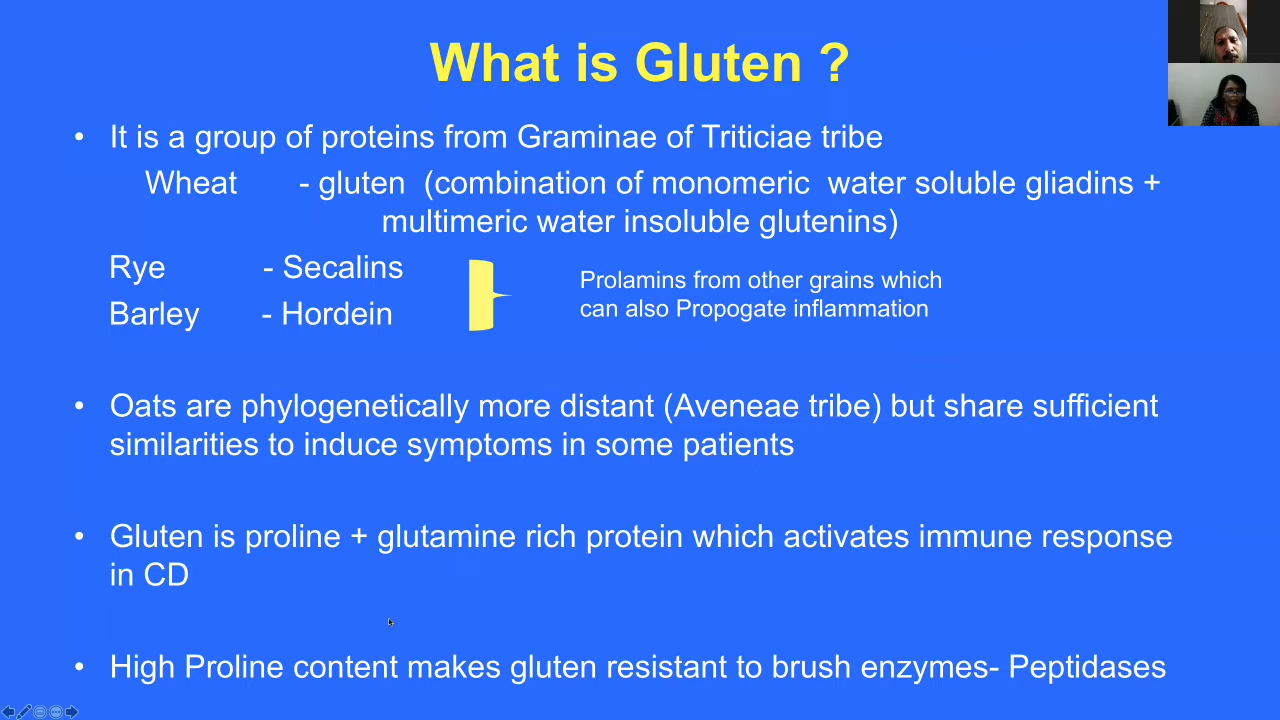 What is Gluten ?
• It is a group of proteins from Graminae of Triticiae tribe
Wheat - gluten (combination of monomeric water soluble gliadins +
multimeric water insoluble glutenins)
Rye - Secalins
Barley - Hordein
Prolamins from other grains which
can also Propogate inflammation
• Oats are phylogenetically more distant (Aveneae tribe) but share sufficient
similarities to induce symptoms in some patients
• Gluten is proline + glutamine rich protein which activates immune response
in CD
• High Proline content makes gluten resistant to brush enzymes- Peptidases